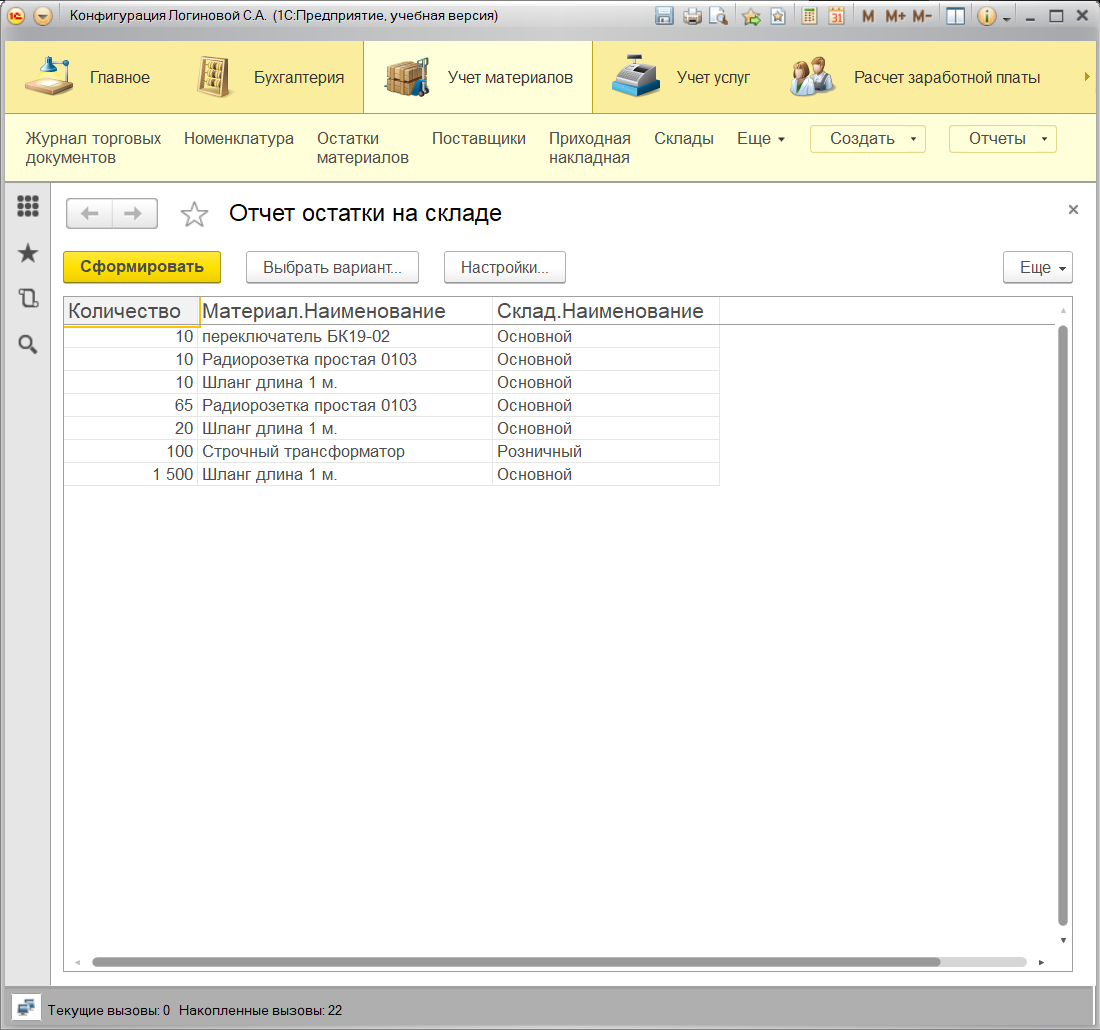 Конфигурация Логиновой С.А. (1С:Предприятие, учебная версия)
31 M M+ M-
Главное Бухгалтерия Учет материалов Учет услуг Расчет заработной платы
Журнал торговых документов Номенклатура Остатки материалов Поставщики Приходная накладная Склады Еще Создать Отчеты
Отчет остатки на складе
Сформировать Выбрать вариант... Настройки... Еще
Количество Материал.Наименование Склад.Наименование
10 переключатель БК19-02 Основной
10 Радиорозетка простая 0103 Основной
10 Шланг длина 1 м. Основной
65 Радиорозетка простая 0103 Основной
20 Шланг длина 1 м. Основной
100 Строчный трансформатор Розничный
1 500 Шланг длина 1 м. Основной
Текущие вызовы: 0 Накопленные вызовы: 22